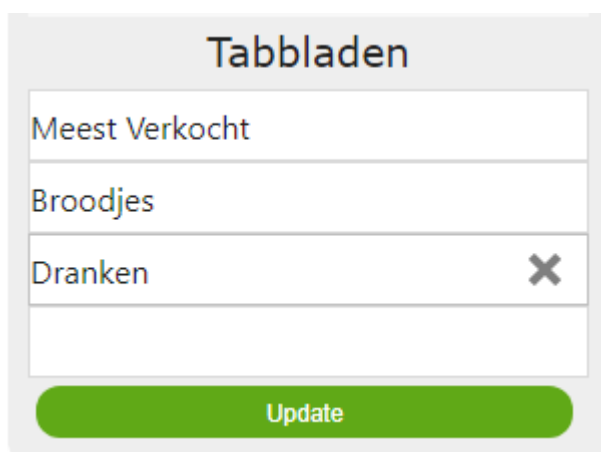 Tabbladen
Meest Verkocht
Broodjes
Dranken
Update